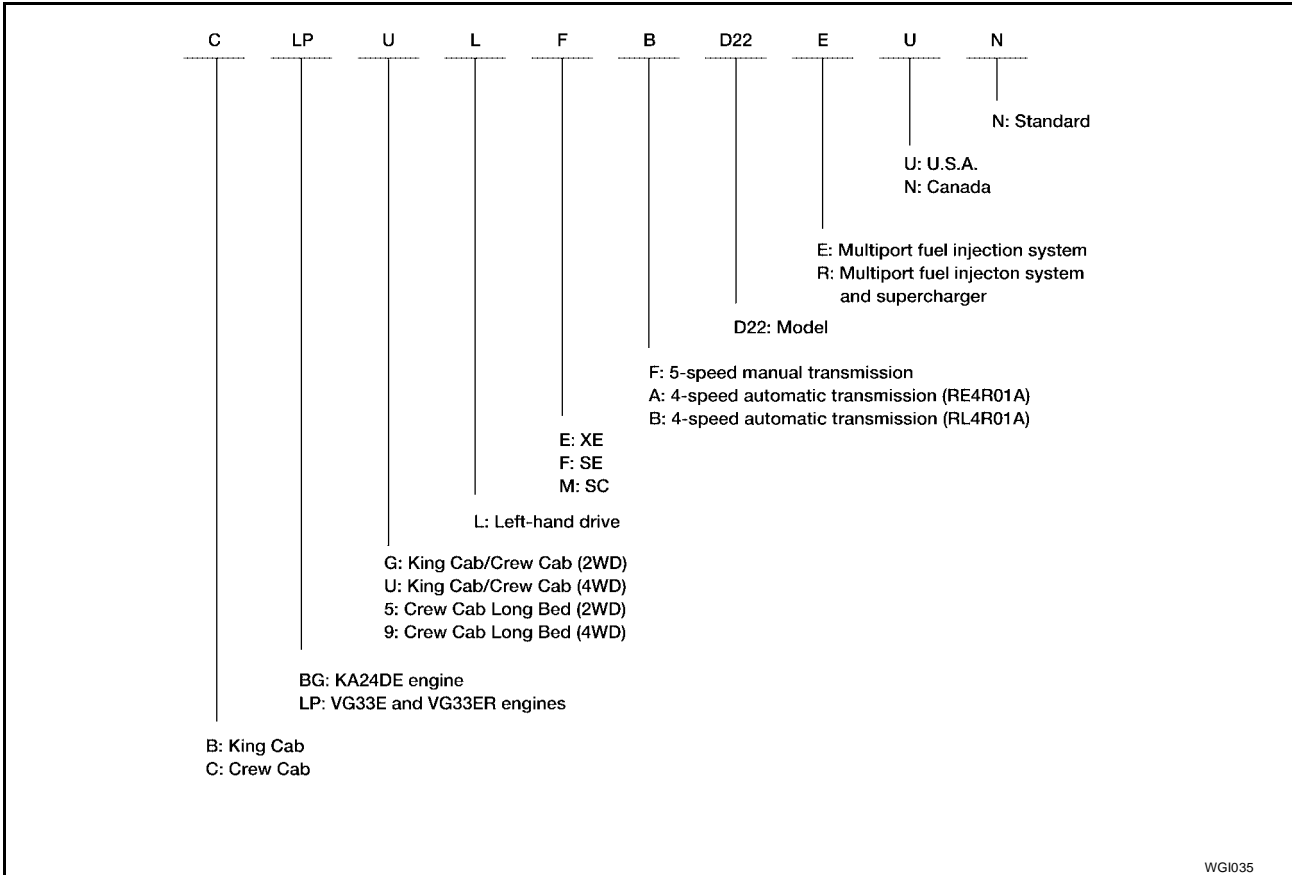 C LP U L F B D22 E U N
N: Standard
U: U.S.A.
N: Canada
E: Multiport fuel injection system
R: Multiport fuel injecton system
and supercharger
D22: Model
F: 5-speed manual transmission
A: 4-speed automatic transmission (RE4R01A)
B: 4-speed automatic transmission (RL4R01A)
E: XE
F: SE
M: SC
L: Left-hand drive
G: King Cab/Crew Cab (2WD)
U: King Cab/Crew Cab (4WD)
5: Crew Cab Long Bed (2WD)
9: Crew Cab Long Bed (4WD)
BG: KA24DE engine
LP: VG33E and VG33ER engines
B: King Cab
C: Crew Cab
WGI035